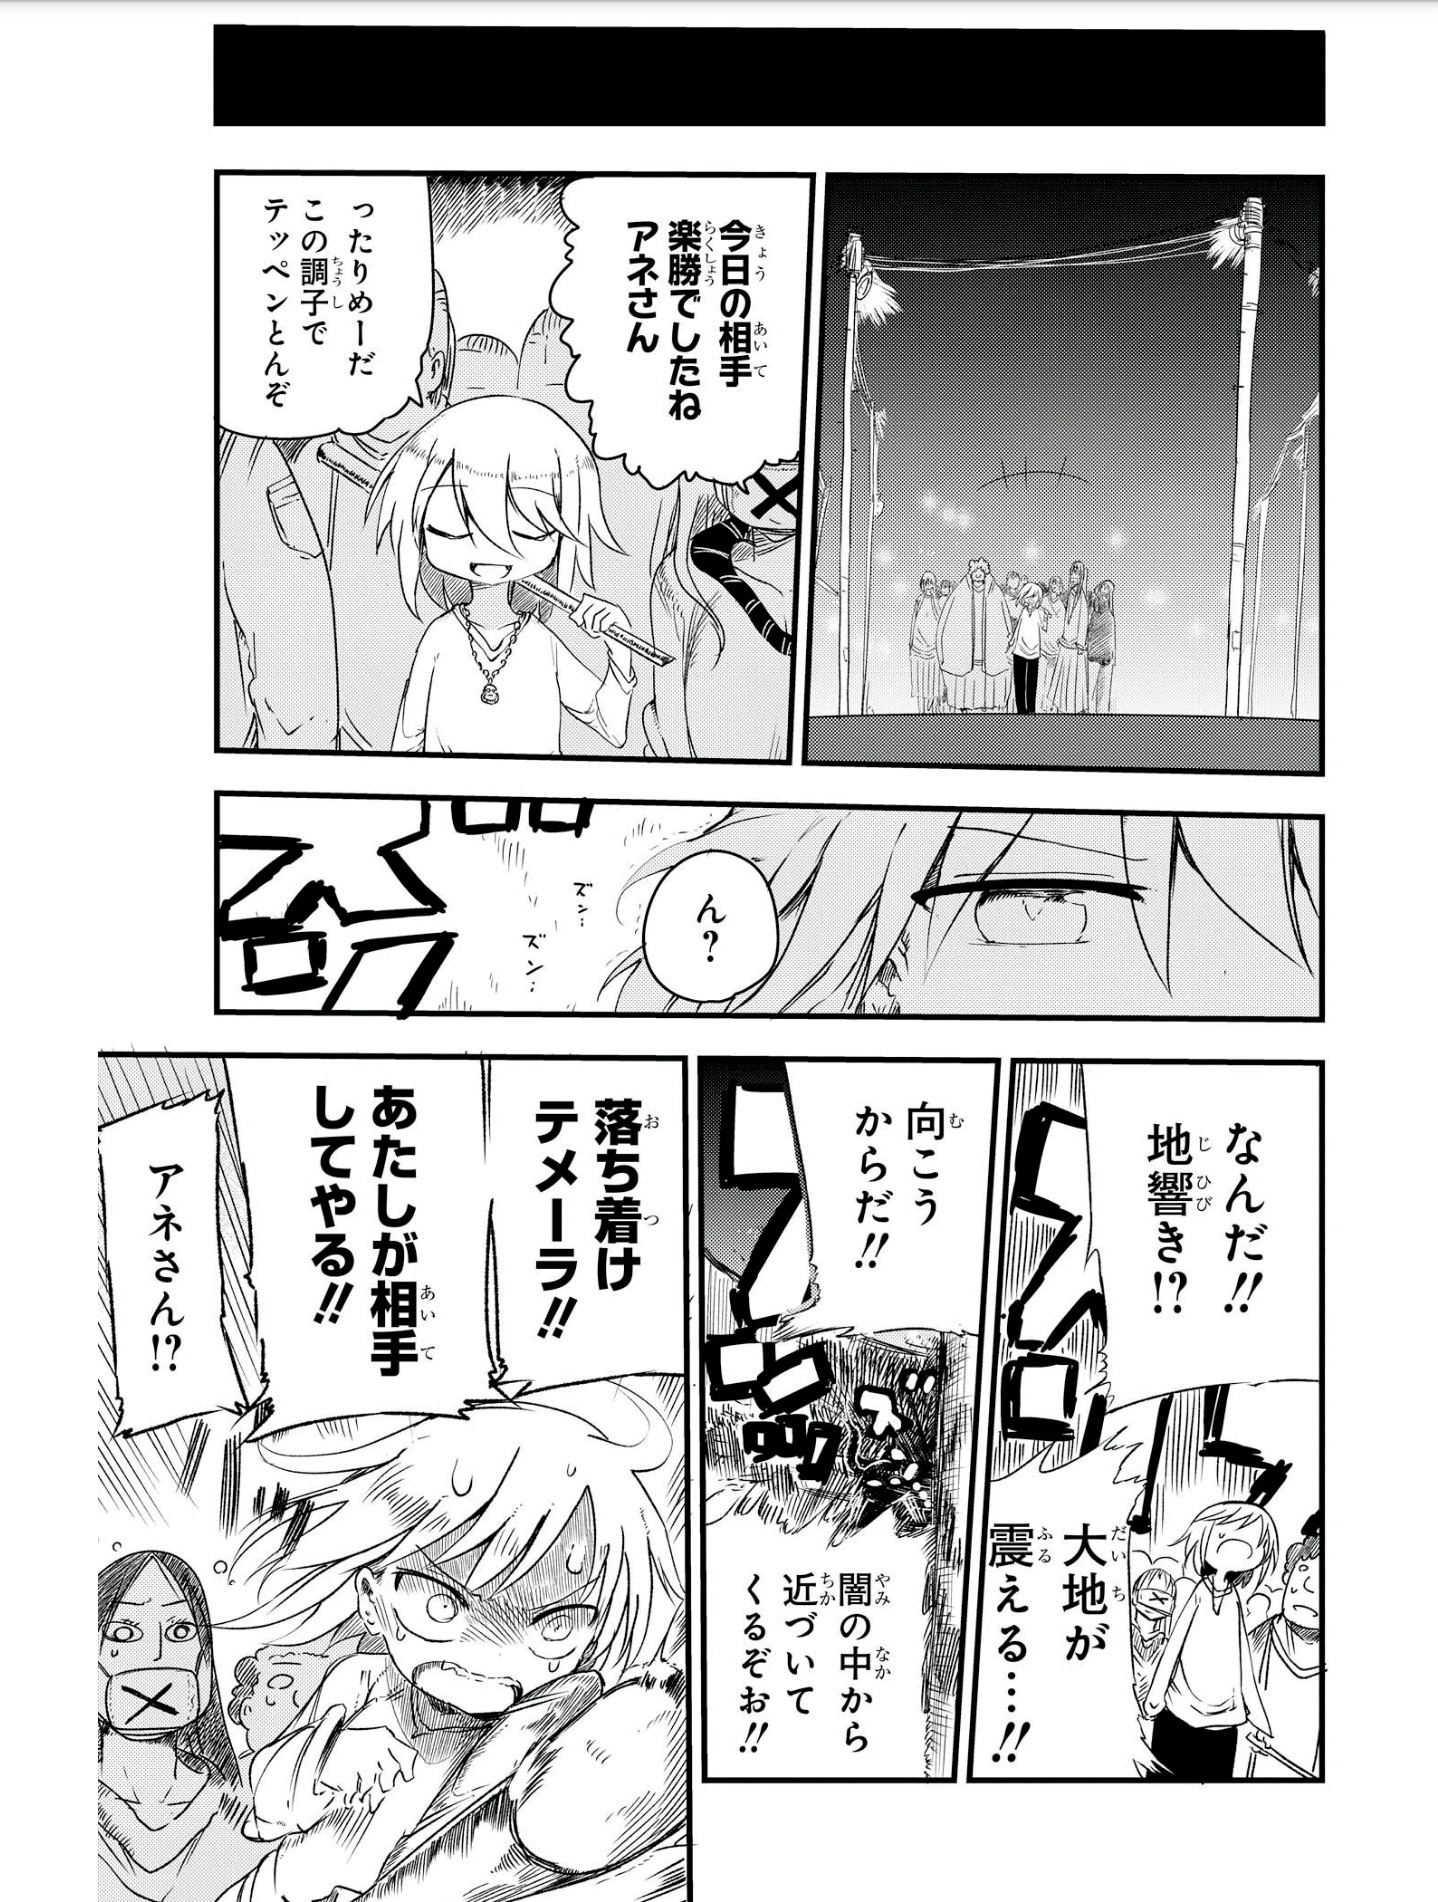 今日の相手
楽勝でしたね
アネさん
ったりめーだ
この調子で
テッペンとんぞ
ん?
ズン…
ズン…
なんだ!!
地響き!?
大地が
震える…!!
向こう
からだ!!
ズ
闇の中から
近づいて
くるぞぉ!!
落ち着け
テメーラ!!
あたしが相手
してやる!!
アネさん!?